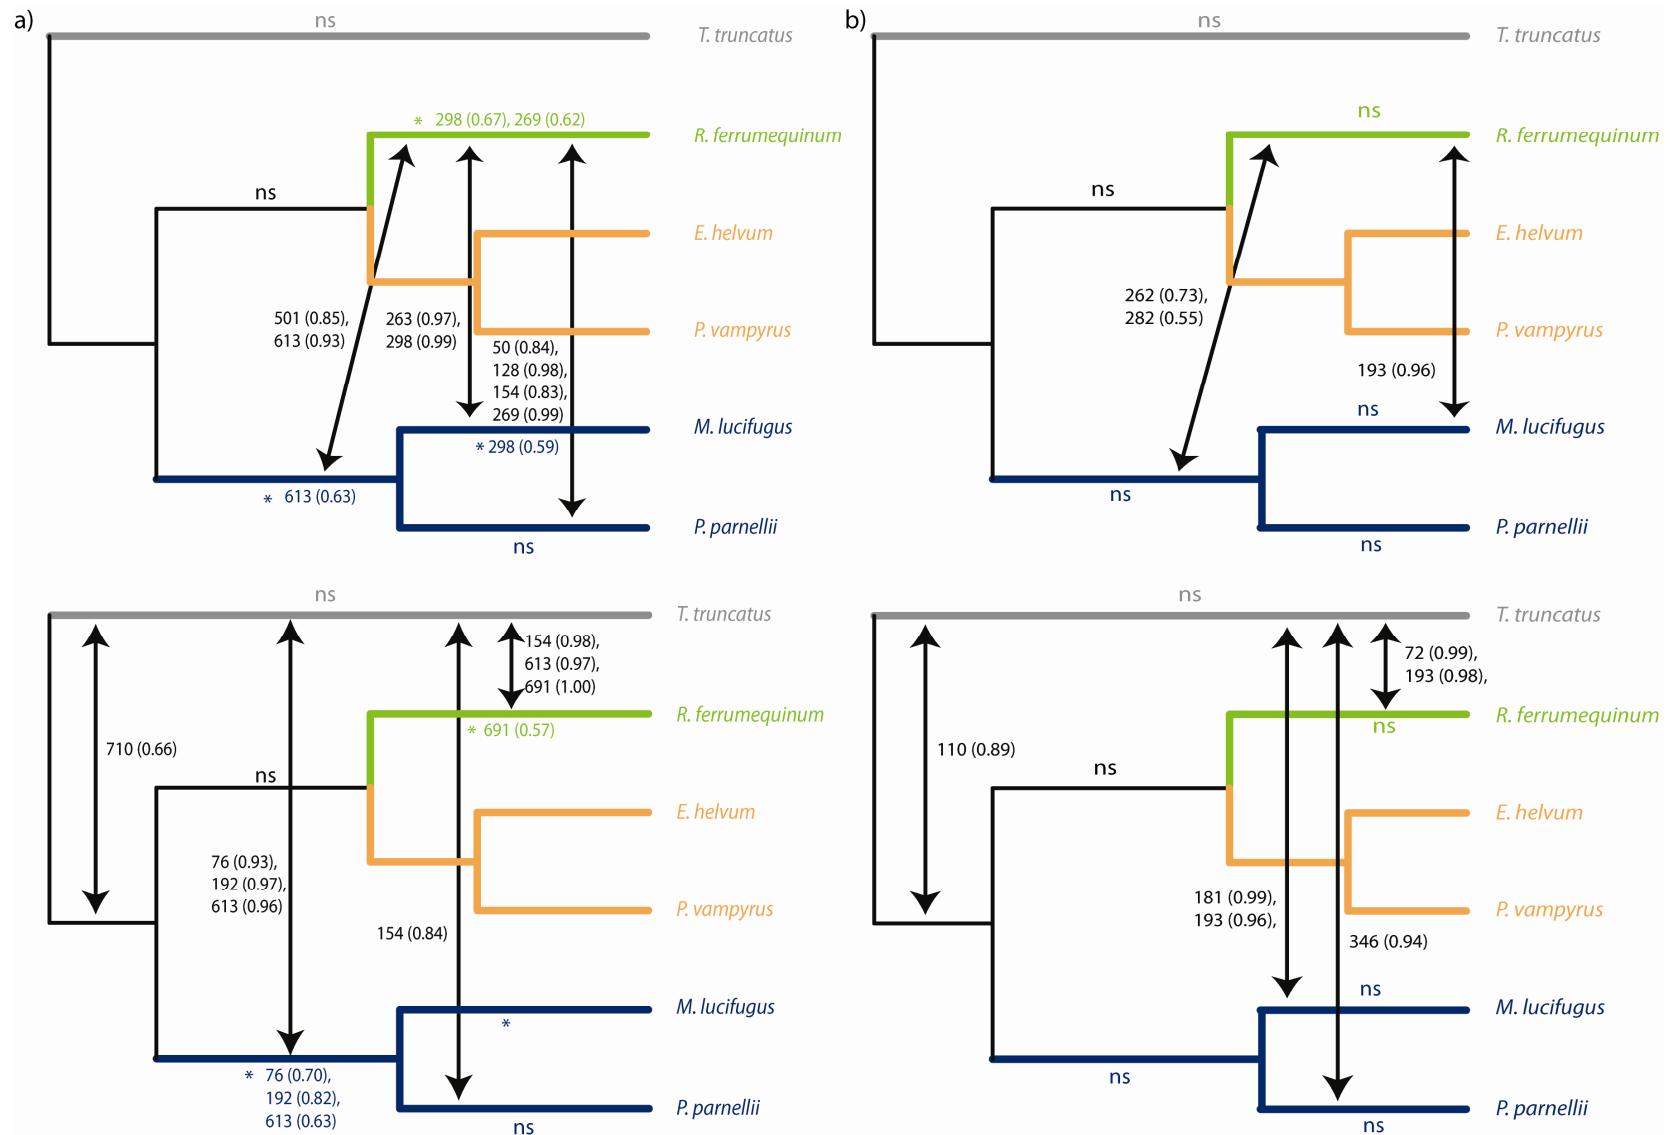 a)
ns
T. truncatus
* 298 (0.67), 269 (0.62)
R. ferrumequinum
ns
E. helvum
501 (0.85),
613 (0.93)
263 (0.97),
298 (0.99)
P. vampyrus
50 (0.84),
128 (0.98),
154 (0.83),
269 (0.99)
M. lucifugus
* 298 (0.59)
* 613 (0.63)
P. parnellii
ns
b)
ns
T. truncatus
ns
R. ferrumequinum
ns
E. helvum
262 (0.73),
282 (0.55)
P. vampyrus
193 (0.96)
ns
M. lucifugus
ns
P. parnellii
ns
ns
T. truncatus
154 (0.98),
613 (0.97),
691 (1.00)
R. ferrumequinum
* 691 (0.57)
710 (0.66)
ns
E. helvum
76 (0.93),
192 (0.97),
613 (0.96)
P. vampyrus
154 (0.84)
M. lucifugus
*
* 76 (0.70),
192 (0.82),
613 (0.63)
P. parnellii
ns
ns
T. truncatus
72 (0.99),
193 (0.98),
R. ferrumequinum
ns
110 (0.89)
ns
E. helvum
181 (0.99),
193 (0.96),
P. vampyrus
346 (0.94)
ns
M. lucifugus
ns
P. parnellii
ns